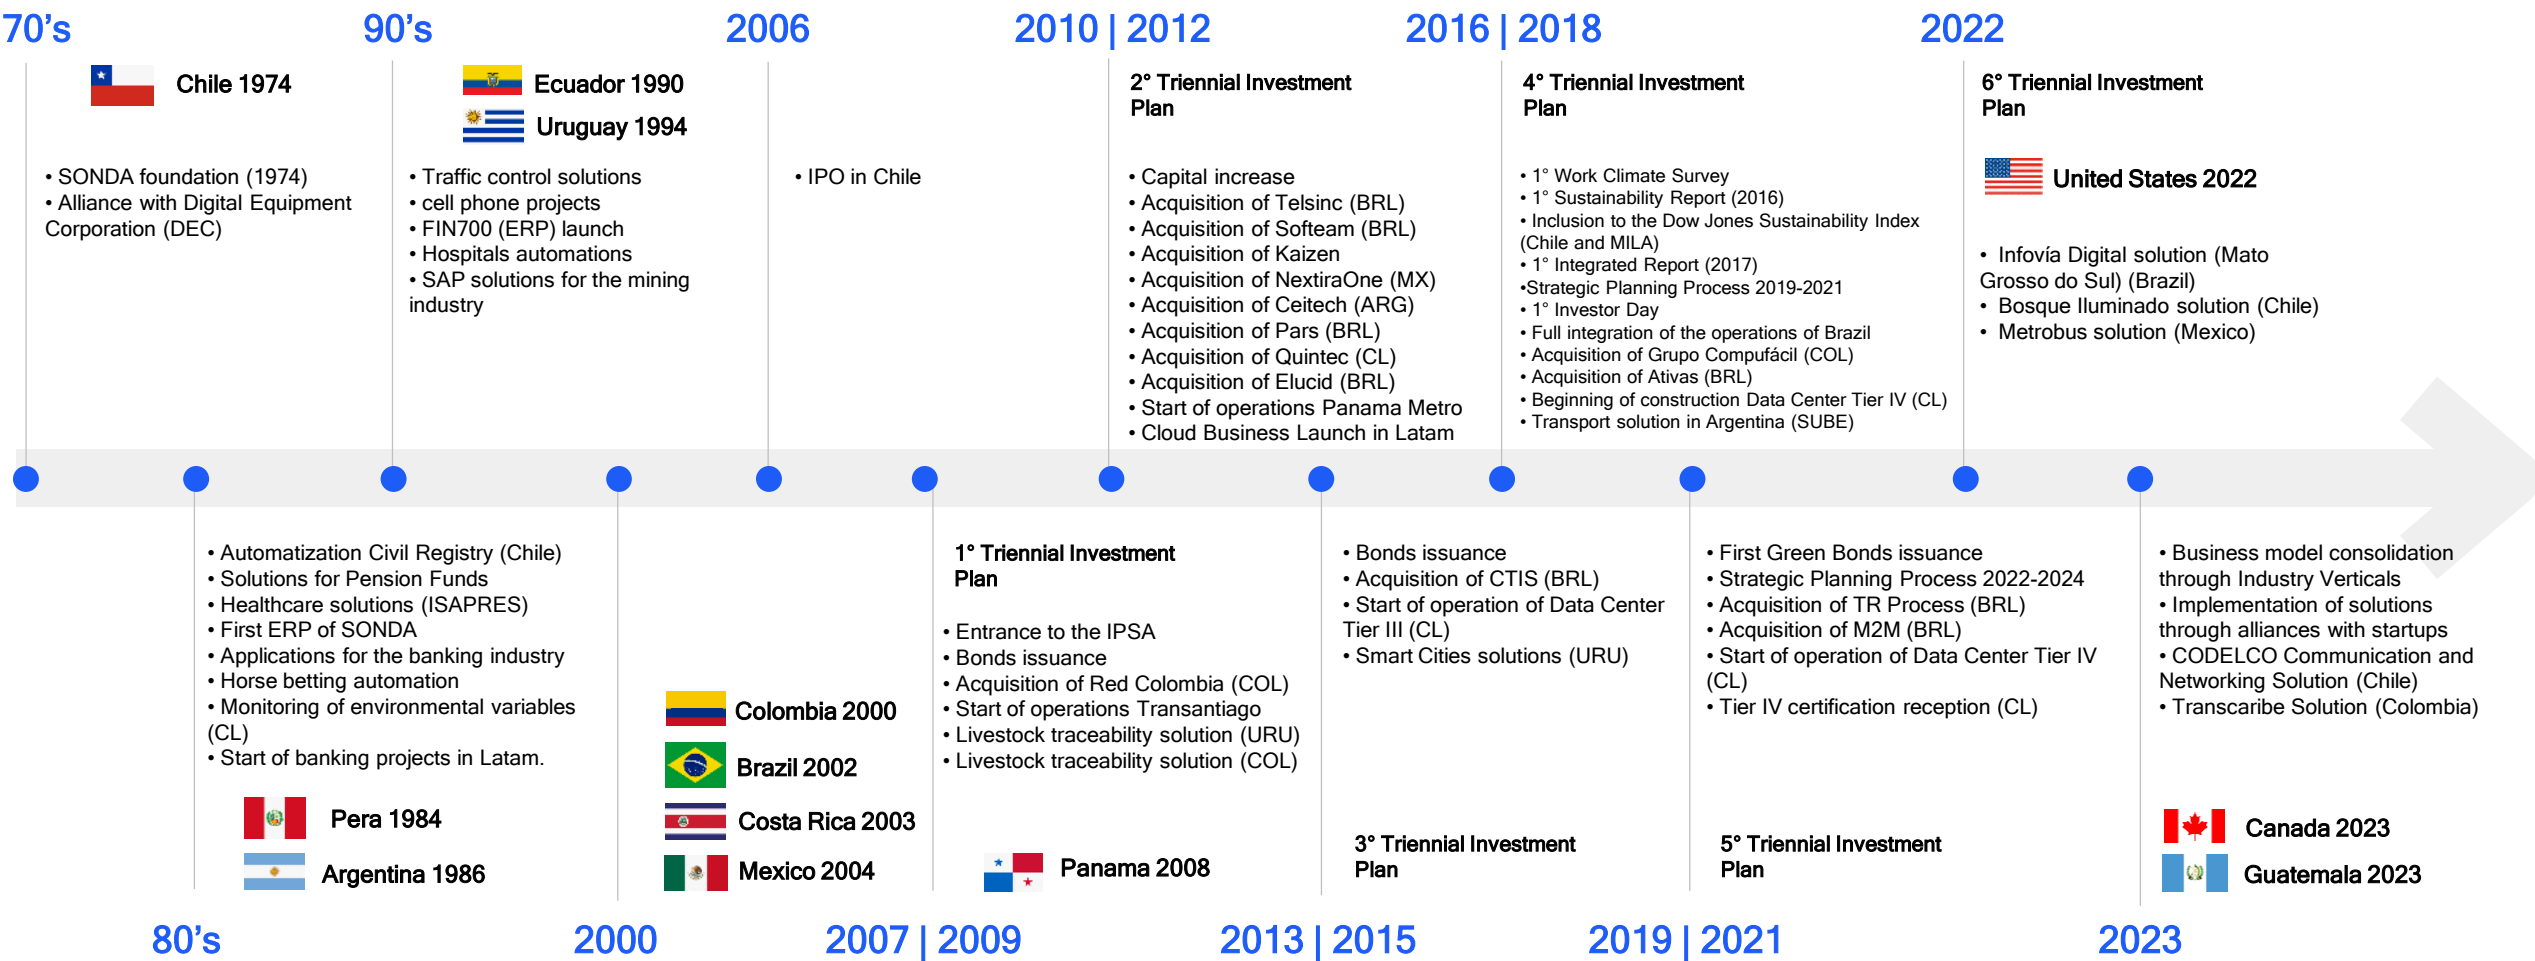 70's
90's
2006
2010 | 2012
2016 | 2018
2022
Chile 1974
• SONDA foundation (1974)
• Alliance with Digital Equipment
Corporation (DEC)
Ecuador 1990
Uruguay 1994
• Traffic control solutions
• cell phone projects
• FIN700 (ERP) launch
• Hospitals automations
• SAP solutions for the mining
industry
• IPO in Chile
2° Triennial Investment
Plan
• Capital increase
• Acquisition of Telsinc (BRL)
• Acquisition of Softeam (BRL)
• Acquisition of Kaizen
• Acquisition of NextiraOne (MX)
• Acquisition of Ceitech (ARG)
• Acquisition of Pars (BRL)
• Acquisition of Quintec (CL)
• Acquisition of Elucid (BRL)
• Start of operations Panama Metro
• Cloud Business Launch in Latam
4° Triennial Investment
Plan
• 1° Work Climate Survey
• 1° Sustainability Report (2016)
• Inclusion to the Dow Jones Sustainability Index
(Chile and MILA)
• 1° Integrated Report (2017)
•Strategic Planning Process 2019-2021
• 1° Investor Day
• Full integration of the operations of Brazil
• Acquisition of Grupo Compufácil (COL)
• Acquisition of Ativas (BRL)
• Beginning of construction Data Center Tier IV (CL)
• Transport solution in Argentina (SUBE)
6° Triennial Investment
Plan
United States 2022
• Infovía Digital solution (Mato
Grosso do Sul) (Brazil)
• Bosque Iluminado solution (Chile)
• Metrobus solution (Mexico)
• Automatization Civil Registry (Chile)
• Solutions for Pension Funds
• Healthcare solutions (ISAPRES)
• First ERP of SONDA
• Applications for the banking industry
• Horse betting automation
• Monitoring of environmental variables
(CL)
• Start of banking projects in Latam.
Pera 1984
Argentina 1986
Colombia 2000
Brazil 2002
Costa Rica 2003
Mexico 2004
1° Triennial Investment
Plan
• Entrance to the IPSA
• Bonds issuance
• Acquisition of Red Colombia (COL)
• Start of operations Transantiago
• Livestock traceability solution (URU)
• Livestock traceability solution (COL)
Panama 2008
• Bonds issuance
• Acquisition of CTIS (BRL)
• Start of operation of Data Center
Tier III (CL)
• Smart Cities solutions (URU)
3° Triennial Investment
Plan
• First Green Bonds issuance
• Strategic Planning Process 2022-2024
• Acquisition of TR Process (BRL)
• Acquisition of M2M (BRL)
• Start of operation of Data Center Tier IV
(CL)
• Tier IV certification reception (CL)
5° Triennial Investment
Plan
• Business model consolidation
through Industry Verticals
• Implementation of solutions
through alliances with startups
• CODELCO Communication and
Networking Solution (Chile)
• Transcaribe Solution (Colombia)
Canada 2023
Guatemala 2023
80's
2000
2007 | 2009
2013 | 2015
2019 | 2021
2023